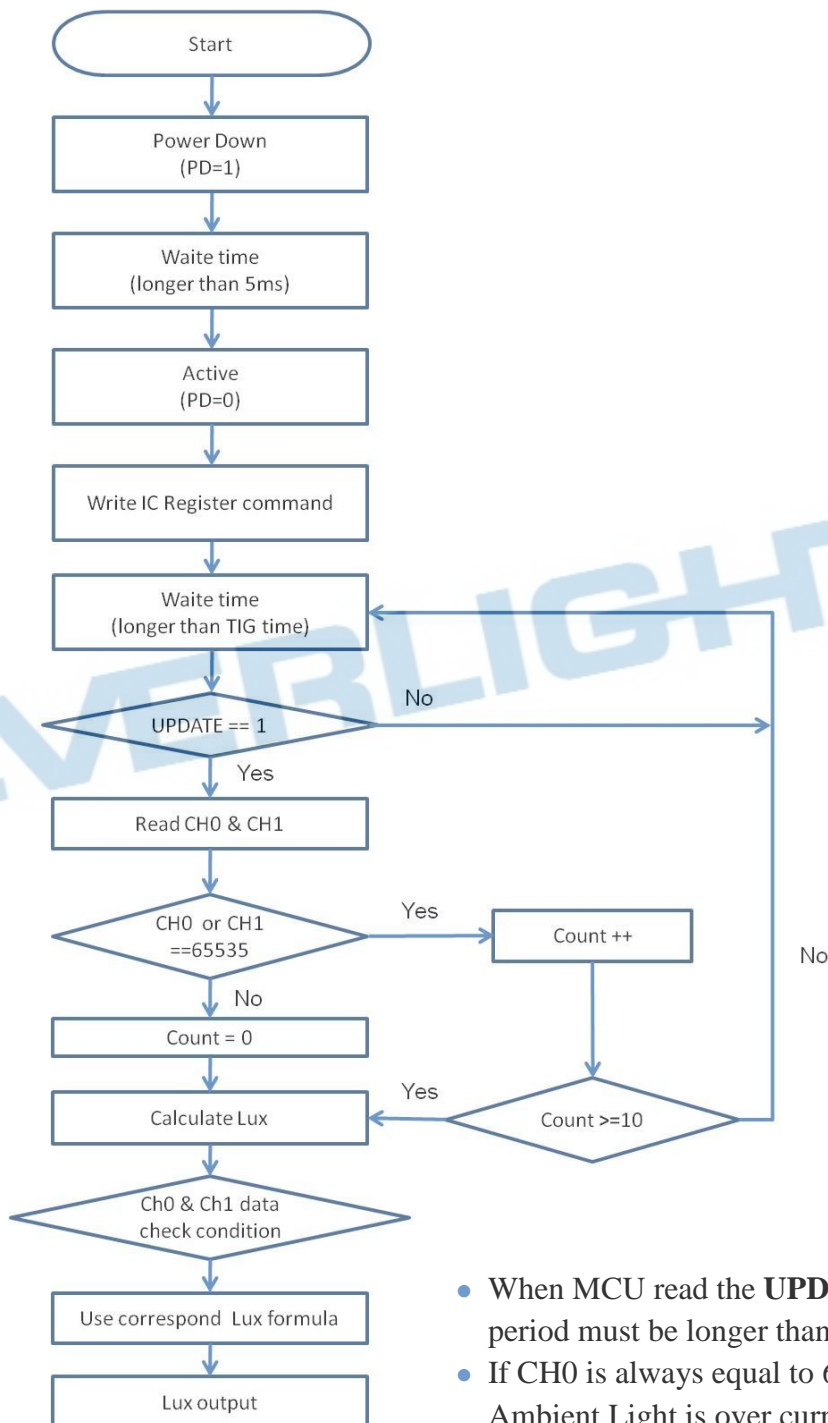 Start
Power Down
(PD=1)
Waite time
(longer than 5ms)
Active
(PD=0)
Write IC Register command
Waite time
(longer than TIG time)
UPDATE == 1
No
Yes
Read CH0 & CH1
CH0 or CH1
==65535
Yes
Count ++
No
No
Count = 0
Calculate Lux
Yes
Count >=10
Ch0 & Ch1 data
check condition
Use correspond Lux formula
Lux output
• When MCU read the
period must be longer than
• If CH0 is always equal to
Ambient Light is over
VERLIGHT